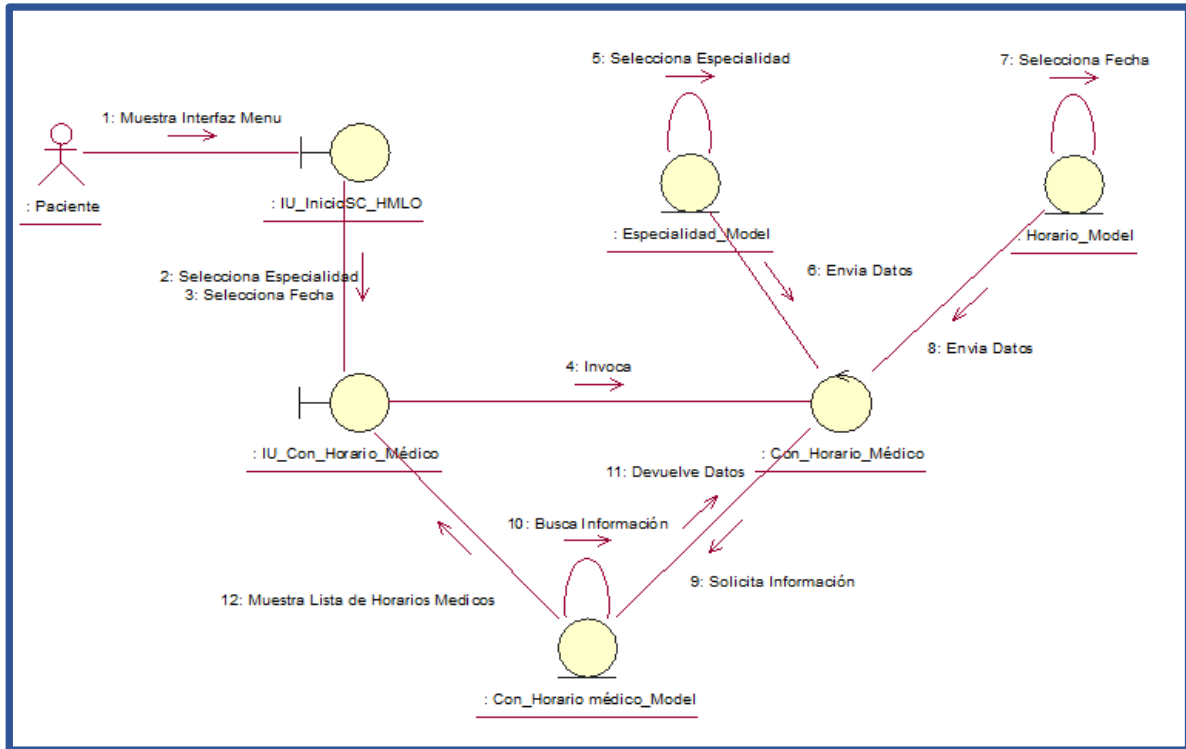 5: Selecciona Especialidad
7: Selecciona Fecha
1: Muestra Interfaz Menu
: Paciente
: IU_InicioSC_HMLO
: Especialidad_Model
: Horario_Model
2: Selecciona Especialidad
3: Selecciona Fecha
6: Envia Datos
8: Envia Datos
4: Invoca
: IU_Con_Horario_Médico
: Con_Horario_Médico
11: Devuelve Datos
10: Busca Información
9: Solicita Información
12: Muestra Lista de Horarios Medicos
: Con_Horario médico_Model